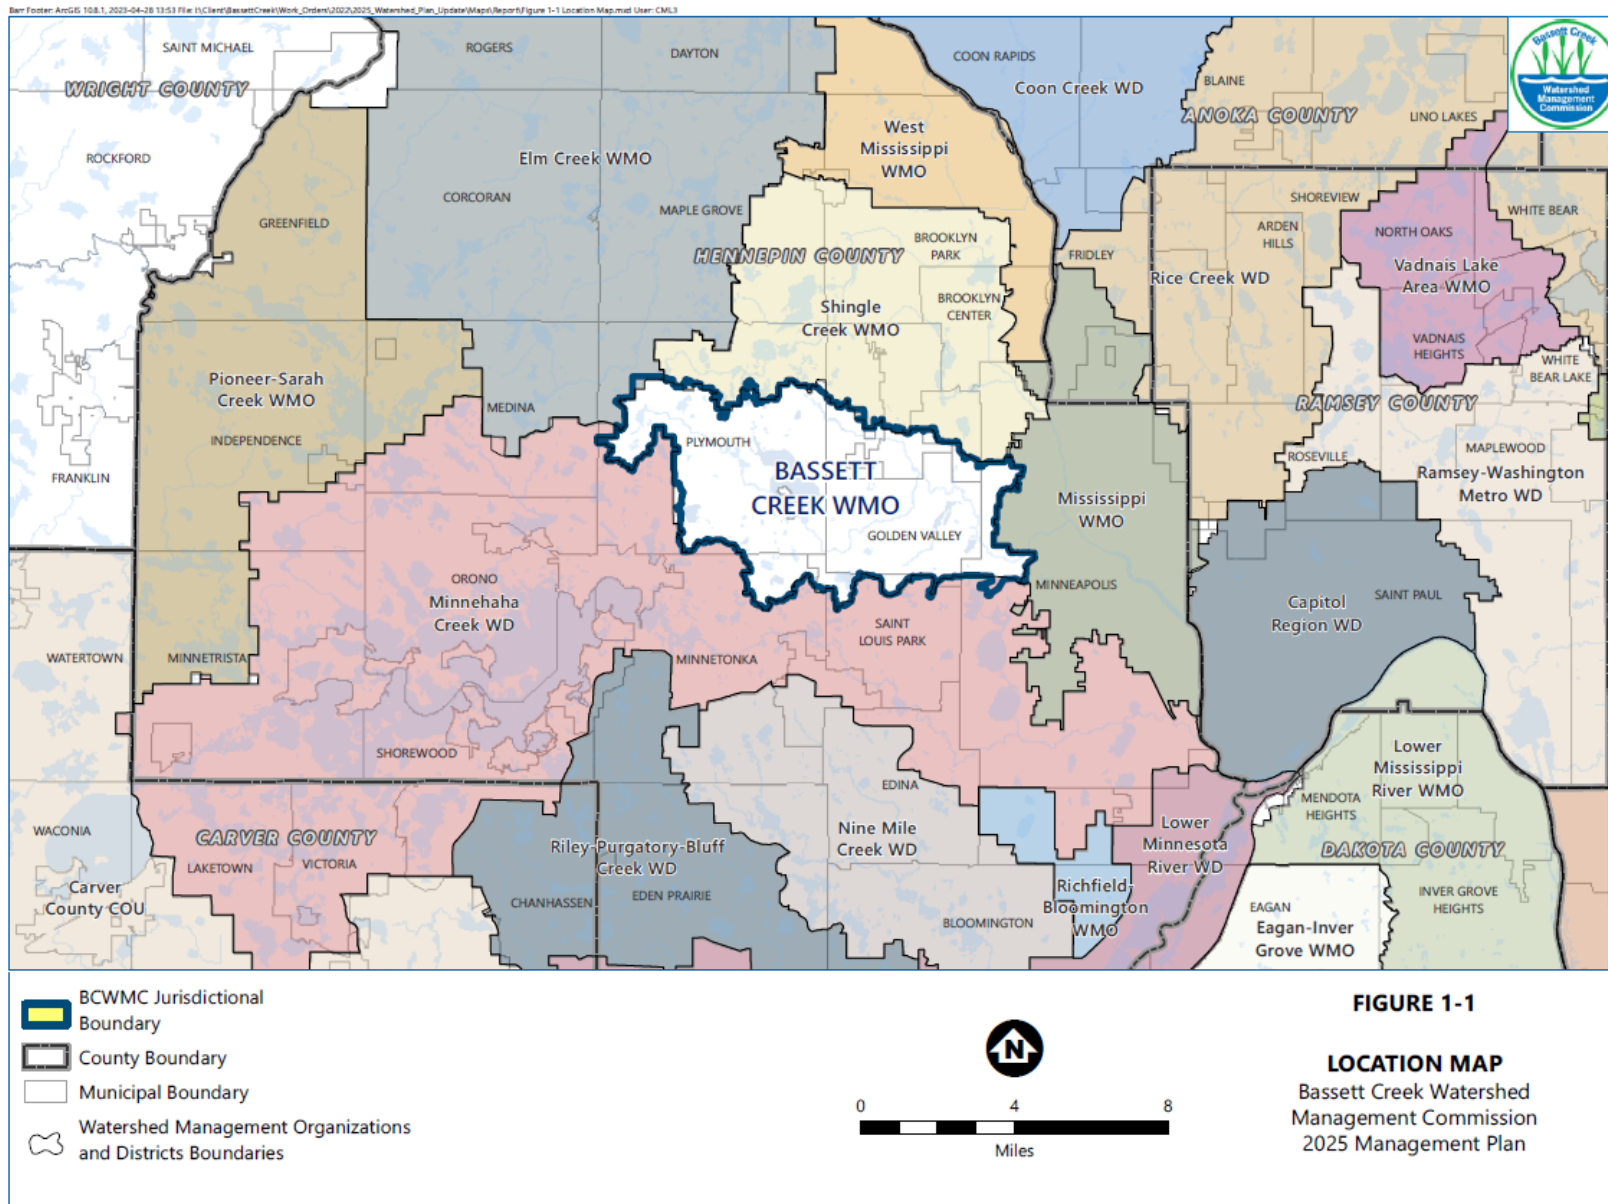 Barr Footer: ArcGIS 10.8.1, 2023-04-28 13:53 File: I:\Client\BassettCreek\Work_Orders\2022\2025_Watershed_Plan_Update\Maps\Report\Figure 1-1 Location Map.mxd User: CML3
SAINT MICHAEL
ROGERS
DAYTON
COON RAPIDS
Coon Creek WD
BLAINE
Bassett Creek
Watershed
Management
Commission
WRIGHT COUNTY
ANOKA COUNTY
LINO LAKES
West
Mississippi
WMO
ROCKFORD
Elm Creek WMO
CORCORAN
MAPLE GROVE
SHOREVIEW
WHITE BEAR
GREENFIELD
BROOKLYN
PARK
ARDEN
HILLS
NORTH OAKS
HENNEPIN COUNTY
FRIDLEY
Rice Creek WD
Vadnais Lake
Area WMO
Shingle
Creek WMO
BROOKLYN
CENTER
VADNAIS
HEIGHTS
WHITE
BEAR LAKE
Pioneer-Sarah
Creek WMO
MEDINA
RAMSEY COUNTY
INDEPENDENCE
PLYMOUTH
ROSEVILLE
MAPLEWOOD
FRANKLIN
BASSETT
CREEK WMO
Ramsey-Washington
Metro WD
Mississippi
WMO
GOLDEN VALLEY
ORONO
Minnehaha
Creek WD
MINNEAPOLIS
Capitol
Region WD
SAINT PAUL
SAINT
LOUIS PARK
WATERTOWN
MINNETRISTA
MINNETONKA
SHOREWOOD
Lower
Mississippi
River WMO
EDINA
MENDOTA
HEIGHTS
WACONIA
CARVER COUNTY
Nine Mile
Creek WD
Lower
Minnesota
River WD
DAKOTA COUNTY
Riley-Purgatory-Bluff
Creek WD
LAKETOWN
VICTORIA
Carver
County COU
CHANHASSEN
EDEN PRAIRIE
Richfield-
Bloomington
WMO
BLOOMINGTON
INVER GROVE
HEIGHTS
EAGAN
Eagan-Inver
Grove WMO
BCWMC Jurisdictional
Boundary
County Boundary
Municipal Boundary
Watershed Management Organizations
and Districts Boundaries
N
0 4 8
Miles
FIGURE 1-1
LOCATION MAP
Bassett Creek Watershed
Management Commission
2025 Management Plan